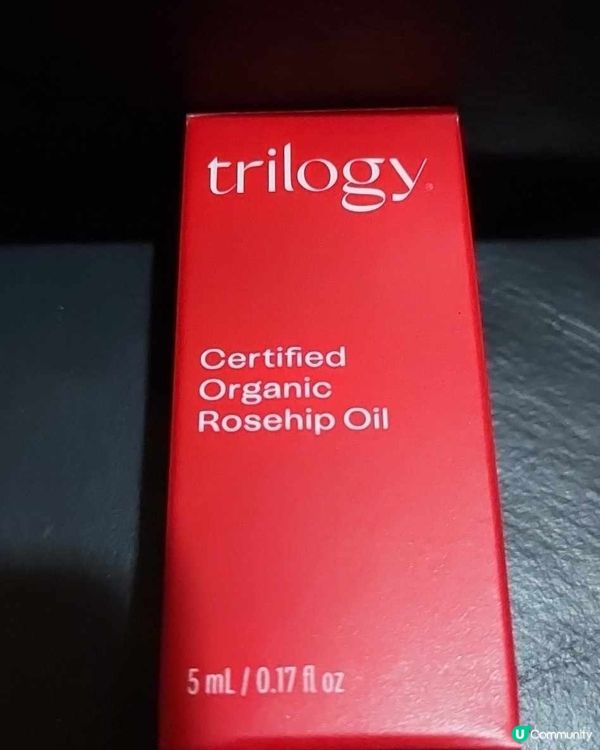 trilogy
Certified
Organic
Rosehip Oil
5 mL / 0.17 fl oz
U Community